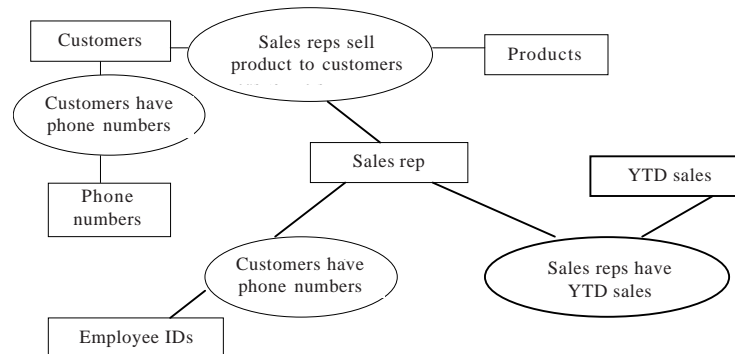 Customers
Sales reps sell
product to customers
Products
Customers have
phone numbers
Sales rep
YTD sales
Phone
numbers
Customers have
phone numbers
Sales reps have
YTD sales
Employee IDs